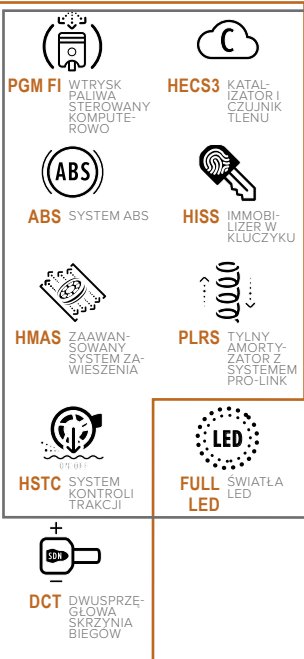 C
PGM FI WTRYSK
PALIWA
STEROWANY
KOMPUTE-
ROWO
HECS3 KATAL-
IZATOR I
CZUJNIK
TLENU
ABS
ABS SYSTEM ABS
HISS IMMOBI-
LIZER W
KLUCZYKU
HMAS ZAAWAN-
SOWANY
SYSTEM ZA-
WIESZENIA
PLRS TYLNY
AMORTY-
ZATOR Z
SYSTEMEM
PRO-LINK
ON OFF
HSTC SYSTEM
KONTROLI
TRAKCJI
LED
FULL ŚWIATŁA
LED LED
+
SDN
–
DCT DWUSPRZĘ-
GŁOWA
SKRZYNIA
BIEGÓW